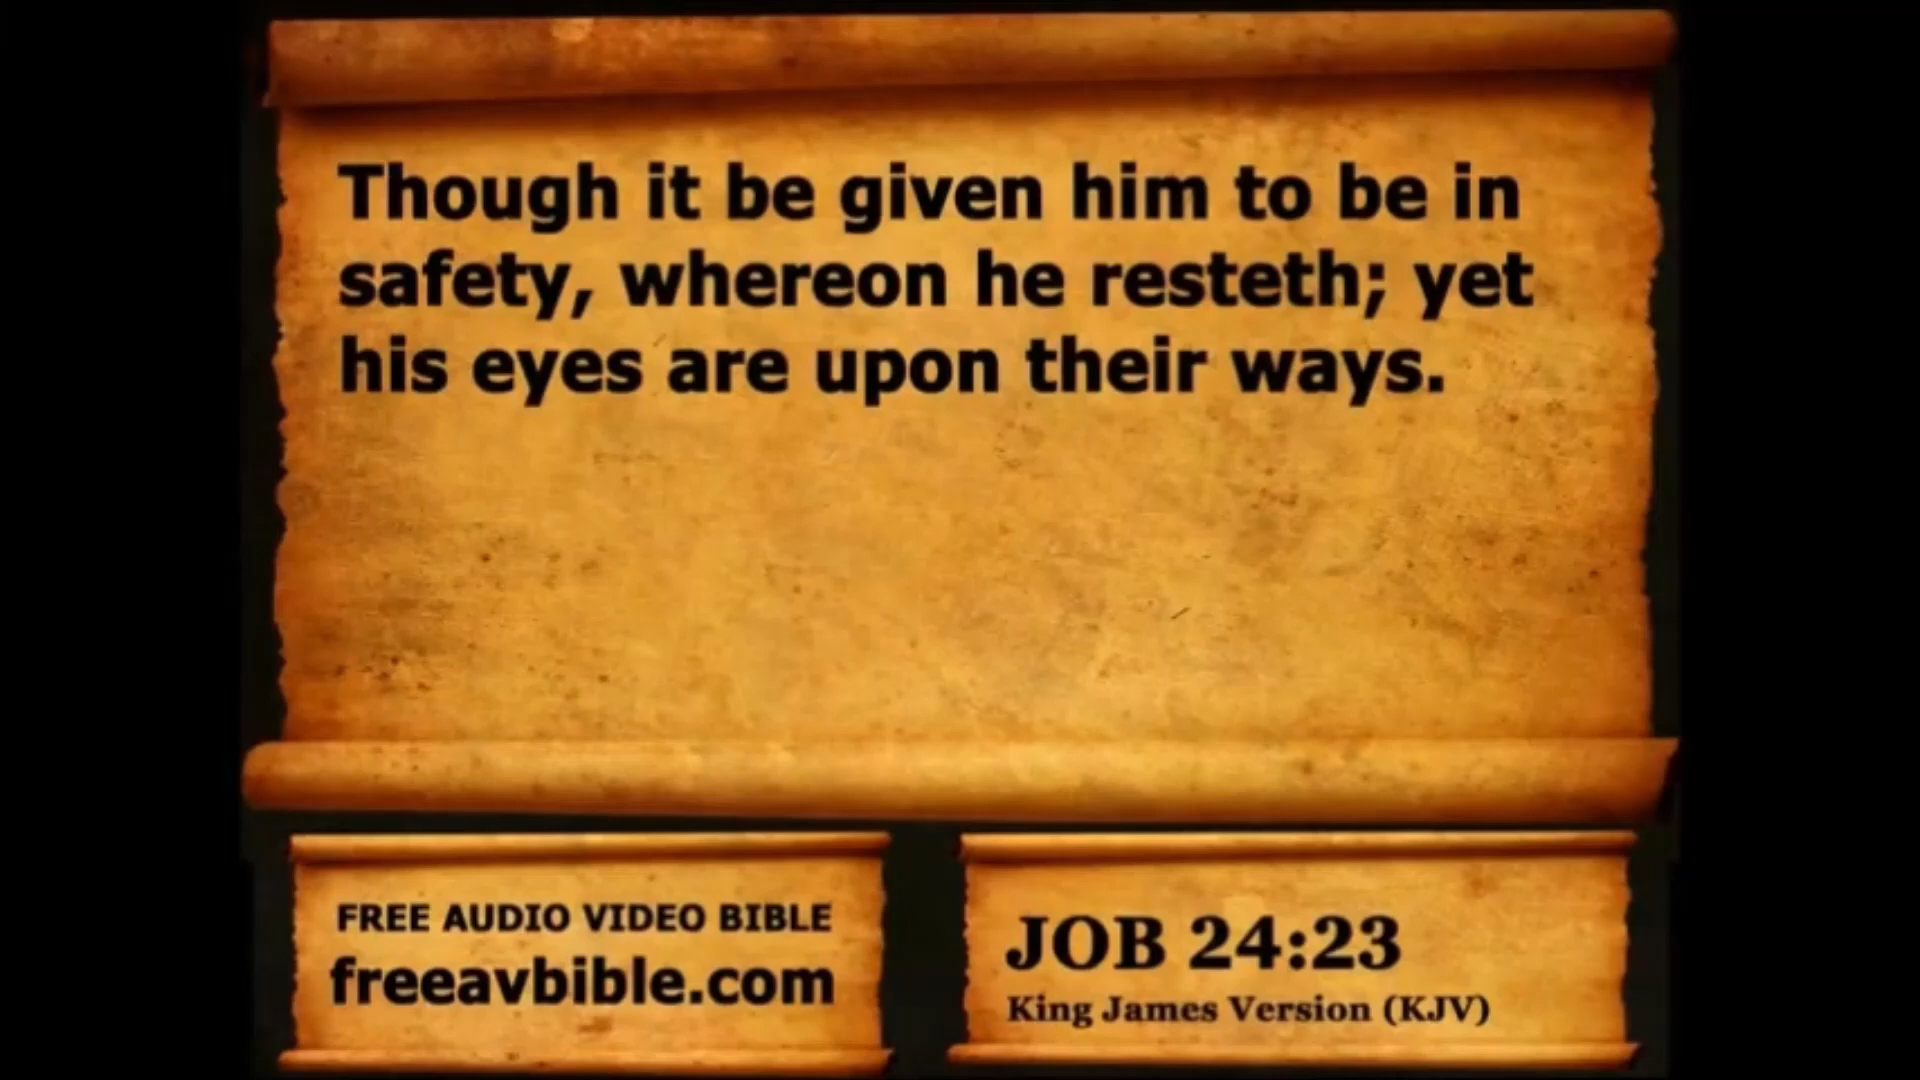 Though it be given him to be in
safety, whereon he resteth; yet
his eyes are upon their ways.
FREE AUDIO VIDEO BIBLE
freeavbible.com
JOB 24:23
King James Version (KJV)